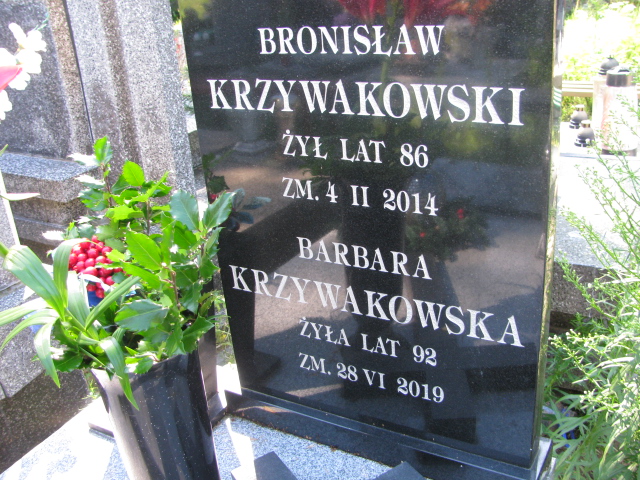 BRONISŁAW
KRZYWAKOWSKI
ŻYŁ LAT 86
ZM. 4 II 2014
BARBARA
KRZYWAKOWSKA
ŻYŁA LAT 92
ZM. 28 VI 2019